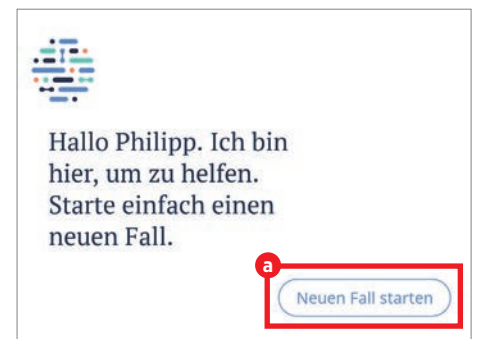 Hallo Philipp. Ich bin
hier, um zu helfen.
Starte einfach einen
neuen Fall.
a
Neuen Fall starten